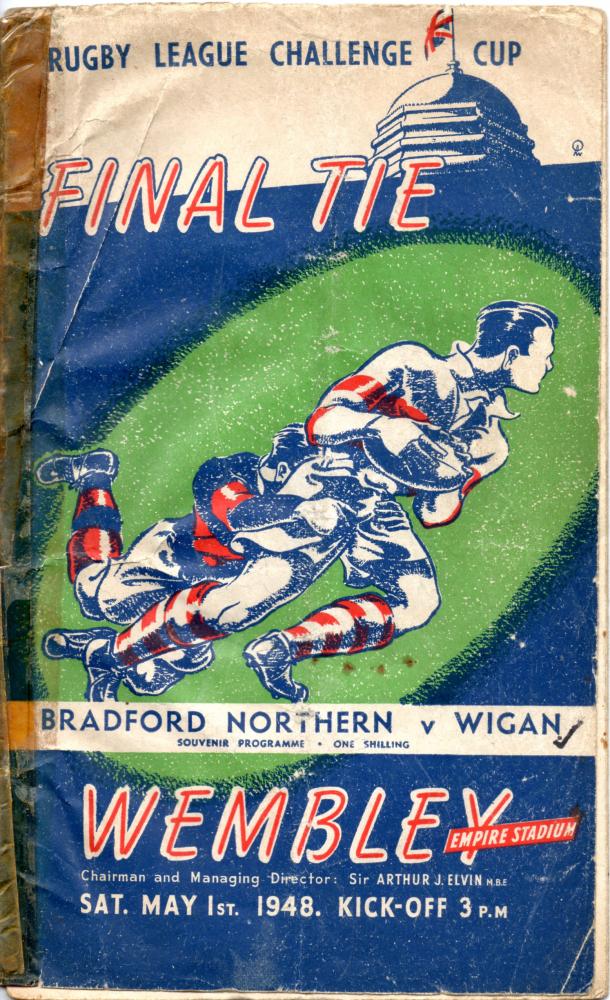 RUGBY LEAGUE CHALLENGE CUP
FINAL TIE
BRADFORD NORTHERN v WIGAN
SOUVENIR PROGRAMME • ONE SHILLING
WEMBLEY
EMPIRE STADIUM
Chairman and Managing Director: Sir ARTHUR J. ELVIN M.B.E
SAT. MAY 1ST. 1948. KICK-OFF 3 P.M